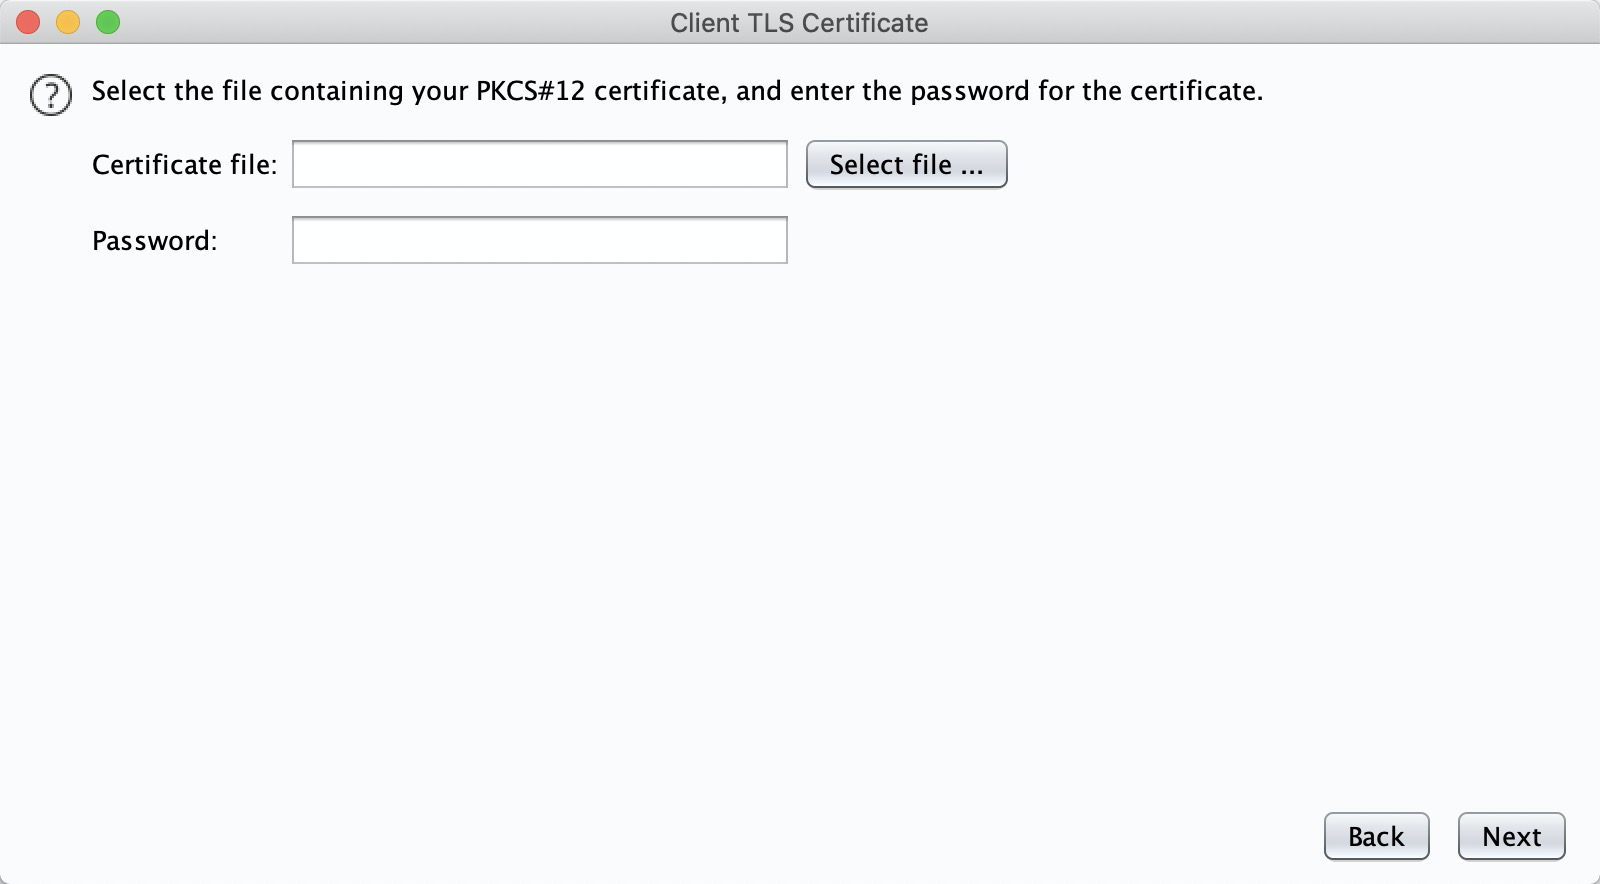 Client TLS Certificate
? Select the file containing your PKCS#12 certificate, and enter the password for the certificate.
Certificate file: Select file ...
Password:
Back Next